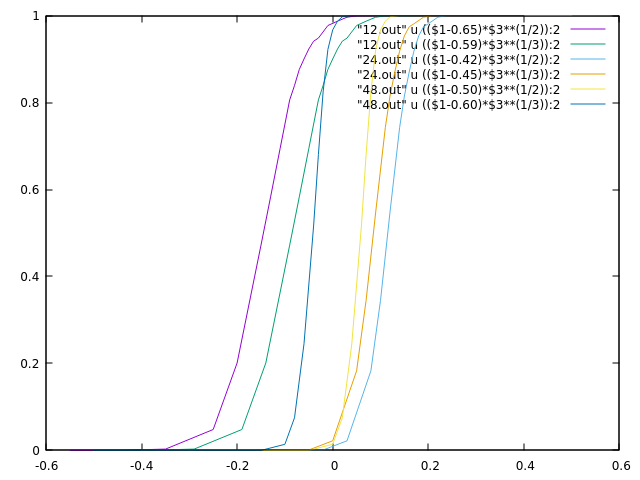 1
0.8
0.6
0.4
0.2
0
-0.6
-0.4
-0.2
0
0.2
0.4
0.6
"12.out" u (($1-0.65)*$3**(1/2)):2
"12.out" u (($1-0.59)*$3**(1/3)):2
"24.out" u (($1-0.42)*$3**(1/2)):2
"24.out" u (($1-0.45)*$3**(1/3)):2
"48.out" u (($1-0.50)*$3**(1/2)):2
"48.out" u (($1-0.60)*$3**(1/3)):2